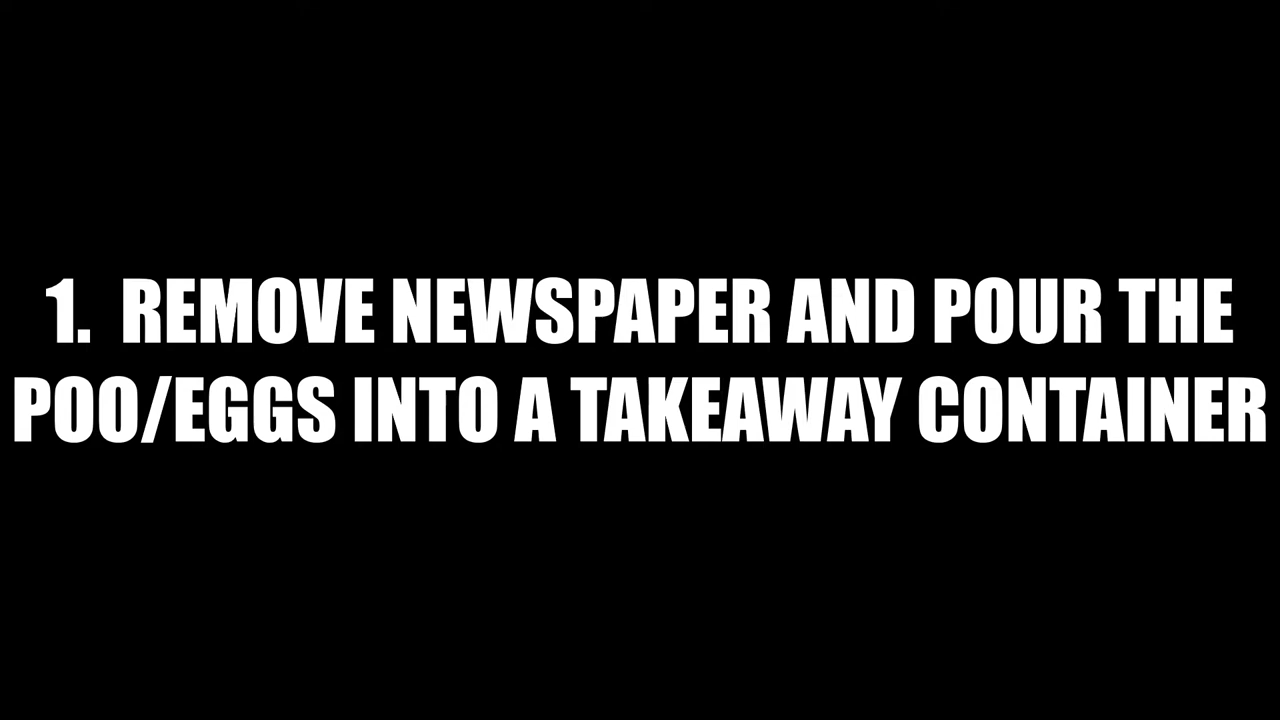 1. REMOVE NEWSPAPER AND POUR THE
POO/EGGS INTO A TAKEAWAY CONTAINER